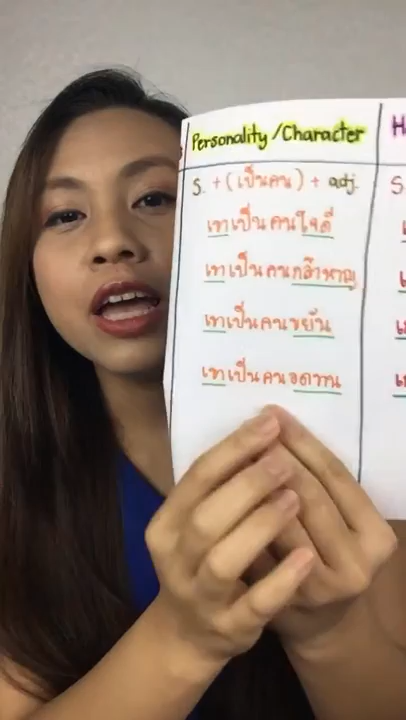 Personality/Character
S. + (เป็นคน) + adj.
เขาเป็นคนใจดี
เขาเป็นคนกล้าหาญ
เขาเป็นคนขยัน
เขาเป็นคนอดทน
H
S.